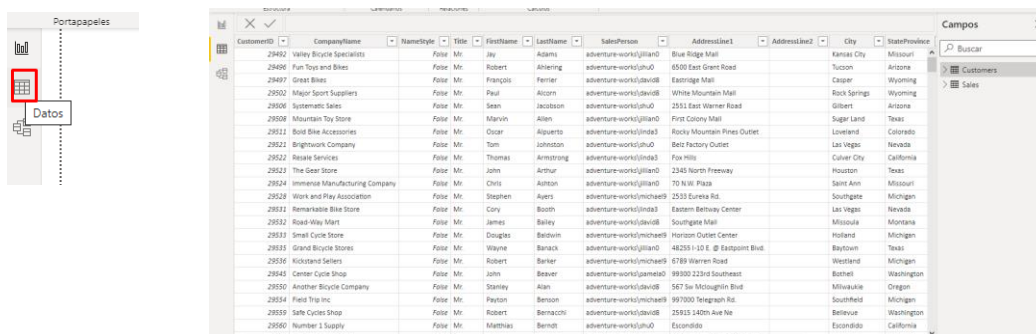 Portapapeles
Datos
Estructura Calendarios Relaciones Cálculos
CustomerID CompanyName NameStyle Title FirstName LastName SalesPerson AddressLine1 AddressLine2 City StateProvince
29492 Valley Bicycle Specialists False Mr. Jay Adams adventure-works\jillian0 Blue Ridge Mall Kansas City Missouri
29496 Fun Toys and Bikes False Mr. Robert Ahlering adventure-works\shu0 6500 East Grant Road Tucson Arizona
29497 Great Bikes False Mr. François Ferrier adventure-works\david8 Eastridge Mall Casper Wyoming
29502 Major Sport Suppliers False Mr. Paul Alcorn adventure-works\david8 White Mountain Mall Rock Springs Wyoming
29506 Systematic Sales False Mr. Sean Jacobson adventure-works\shu0 2551 East Warner Road Gilbert Arizona
29508 Mountain Toy Store False Mr. Marvin Allen adventure-works\jillian0 First Colony Mall Sugar Land Texas
29511 Bold Bike Accessories False Mr. Oscar Alpuerto adventure-works\linda3 Rocky Mountain Pines Outlet Loveland Colorado
29521 Brightwork Company False Mr. Tom Johnston adventure-works\shu0 Belz Factory Outlet Las Vegas Nevada
29522 Resale Services False Mr. Thomas Armstrong adventure-works\linda3 Fox Hills Culver City California
29523 The Gear Store False Mr. John Arthur adventure-works\jillian0 2345 North Freeway Houston Texas
29524 Immense Manufacturing Company False Mr. Chris Ashton adventure-works\jillian0 70 N.W. Plaza Saint Ann Missouri
29528 Work and Play Association False Mr. Stephen Ayers adventure-works\michael9 2533 Eureka Rd. Southgate Michigan
29531 Remarkable Bike Store False Mr. Cory Booth adventure-works\linda3 Eastern Beltway Center Las Vegas Nevada
29532 Road-Way Mart False Mr. James Bailey adventure-works\david8 Southgate Mall Missoula Montana
29533 Small Cycle Store False Mr. Douglas Baldwin adventure-works\michael9 Horizon Outlet Center Holland Michigan
29535 Grand Bicycle Stores False Mr. Wayne Banack adventure-works\jillian0 48255 I-10 E. @ Eastpoint Blvd. Baytown Texas
29536 Kickstand Sellers False Mr. Robert Barker adventure-works\michael9 6789 Warren Road Westland Michigan
29545 Center Cycle Shop False Mr. John Beaver adventure-works\pamela0 99300 223rd Southeast Bothell Washington
29550 Another Bicycle Company False Mr. Stanley Alan adventure-works\david8 567 Sw Mcloughlin Blvd Milwaukie Oregon
29554 Field Trip Inc False Mr. Payton Benson adventure-works\michael9 997000 Telegraph Rd. Southfield Michigan
29559 Safe Cycles Shop False Mr. Robert Bernacchi adventure-works\david8 25915 140th Ave Ne Bellevue Washington
29560 Number 1 Supply False Mr. Matthias Berndt adventure-works\shu0 Escondido Escondido California
Campos
Buscar
Customers
Sales